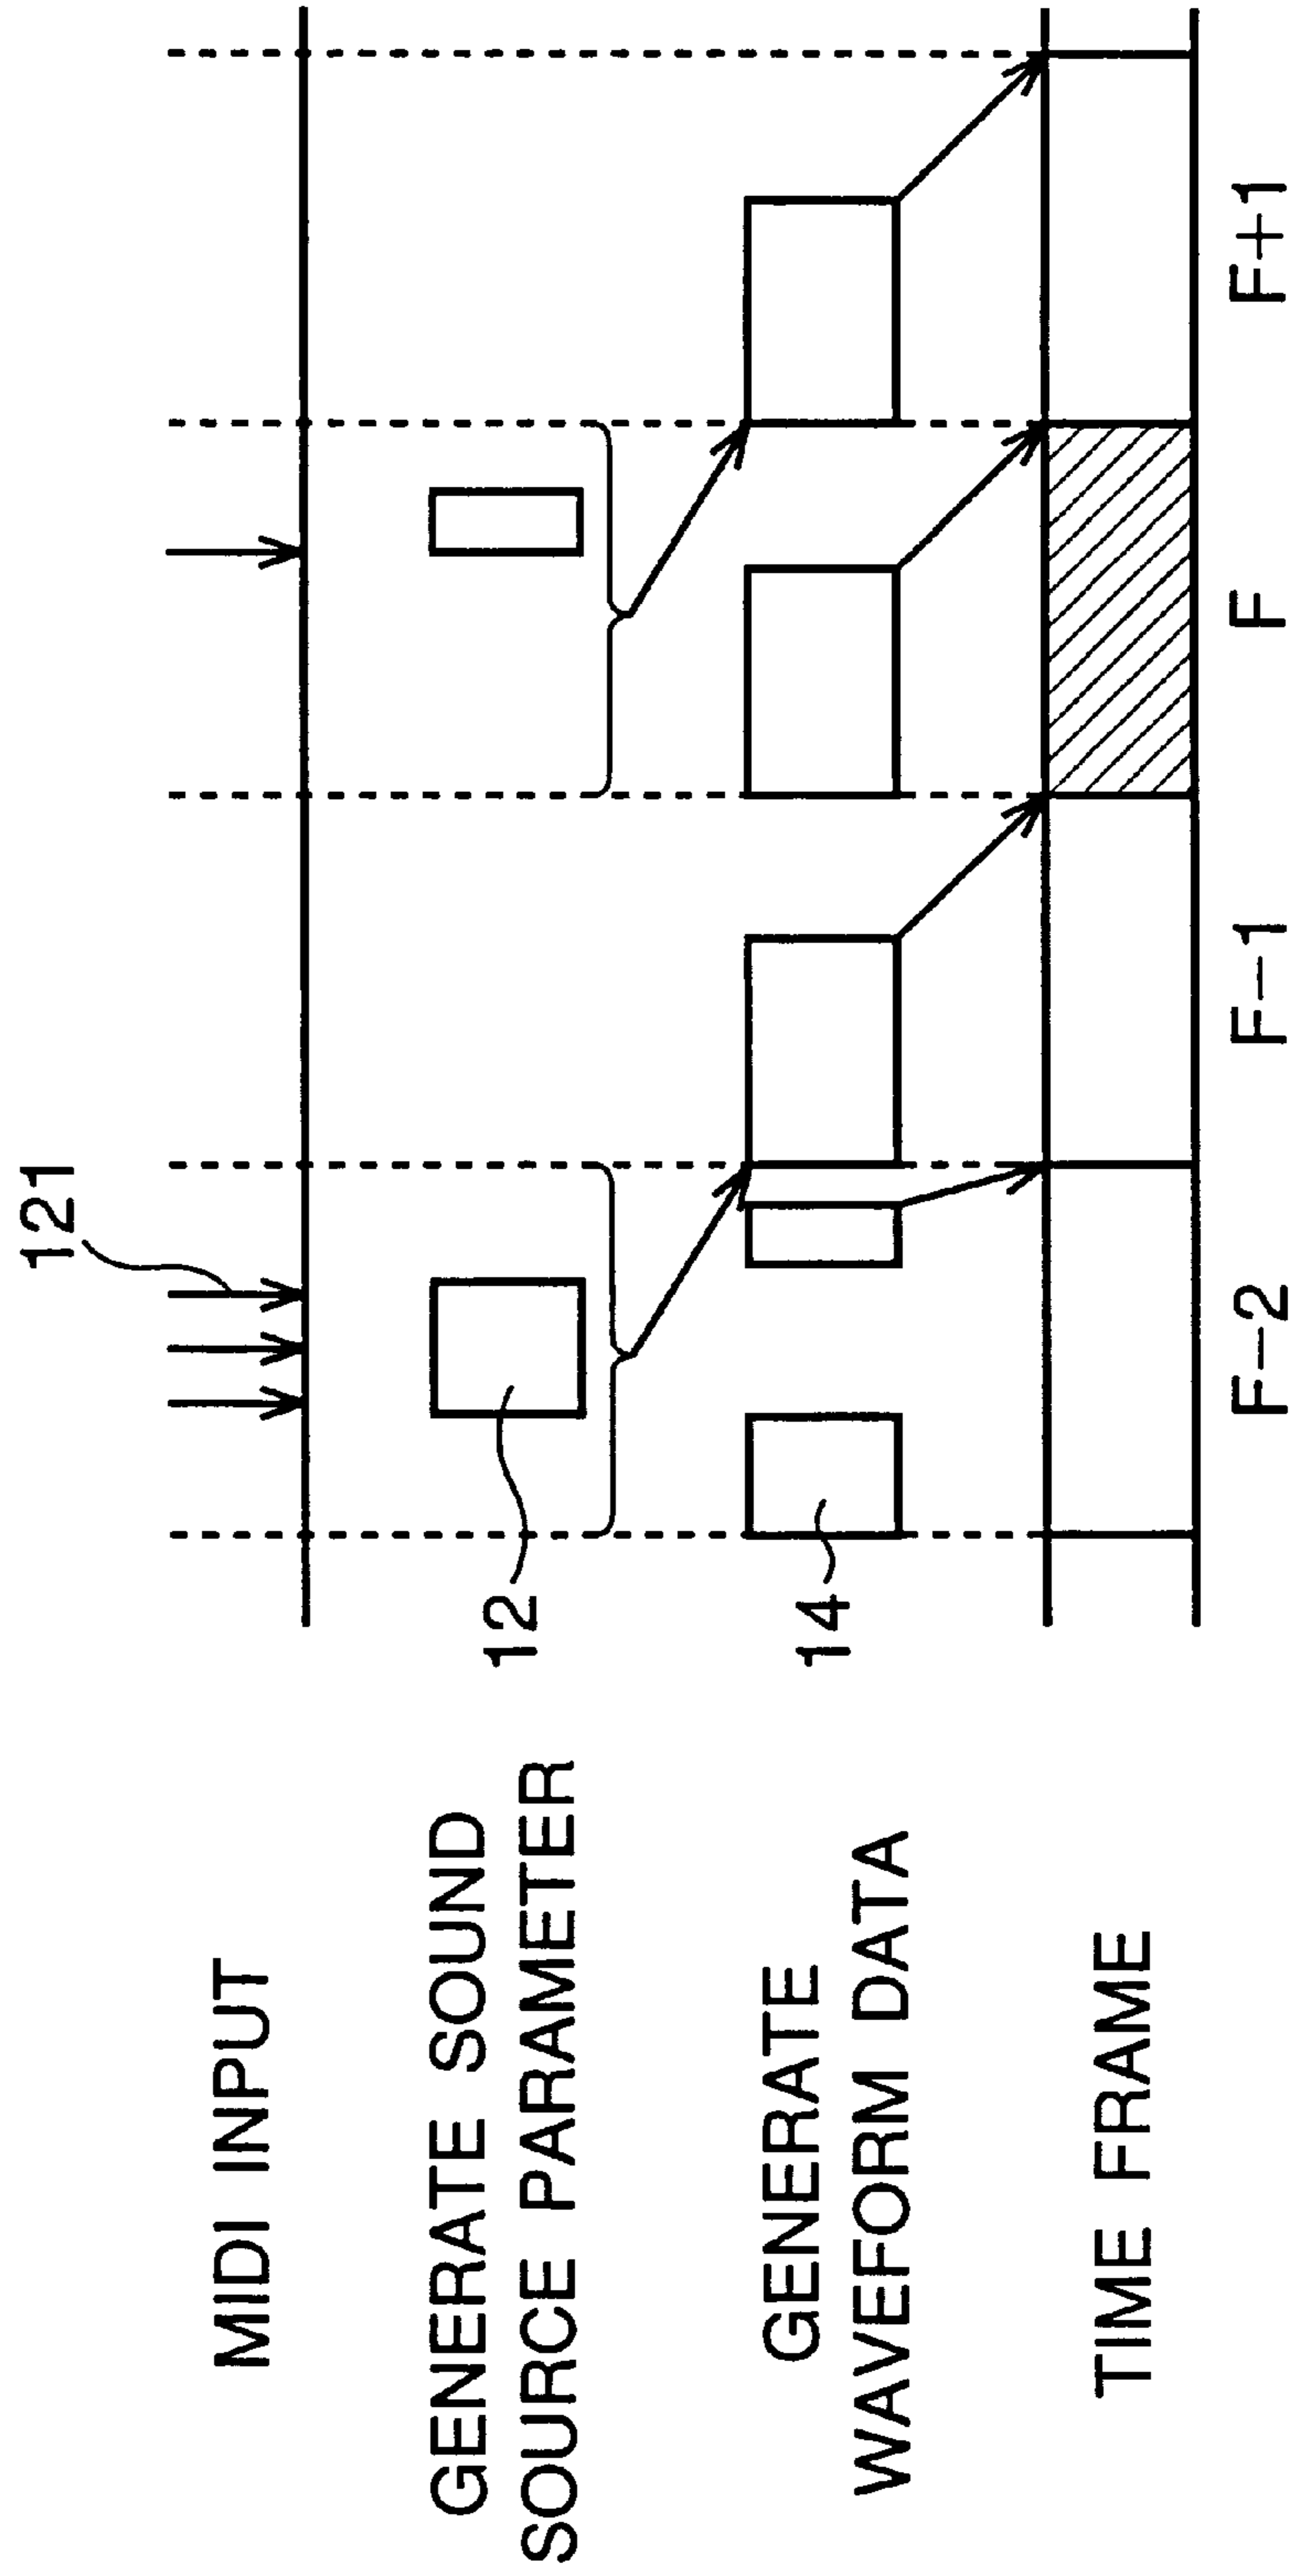 121
MIDI INPUT
GENERATE SOUND
SOURCE PARAMETER
12
GENERATE
WAVEFORM DATA
14
TIME FRAME
F-2
F-1
F
F+1